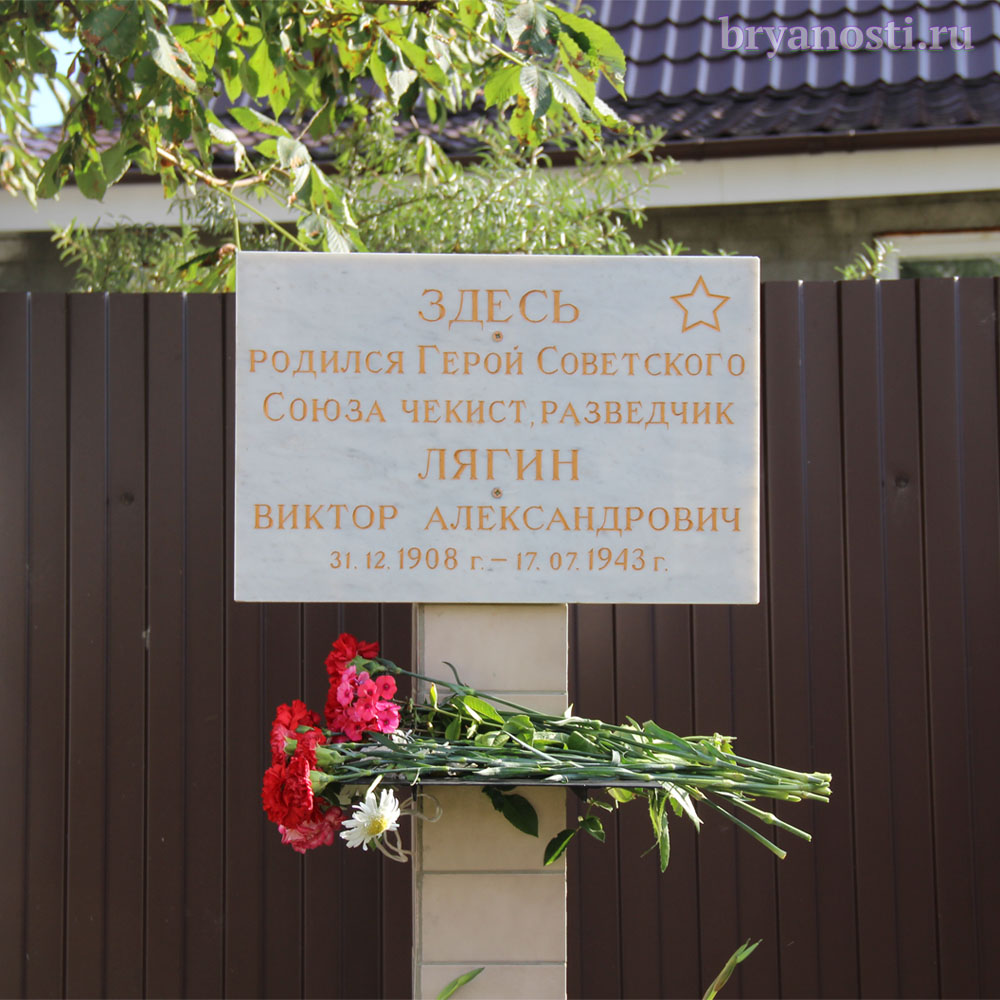 bryanosti.ru
ЗДЕСЬ
РОДИЛСЯ ГЕРОЙ СОВЕТСКОГО
СОЮЗА ЧЕКИСТ, РАЗВЕДЧИК
ЛЯГИН
ВИКТОР АЛЕКСАНДРОВИЧ
31.12.1908 г. – 17.07.1943 г.